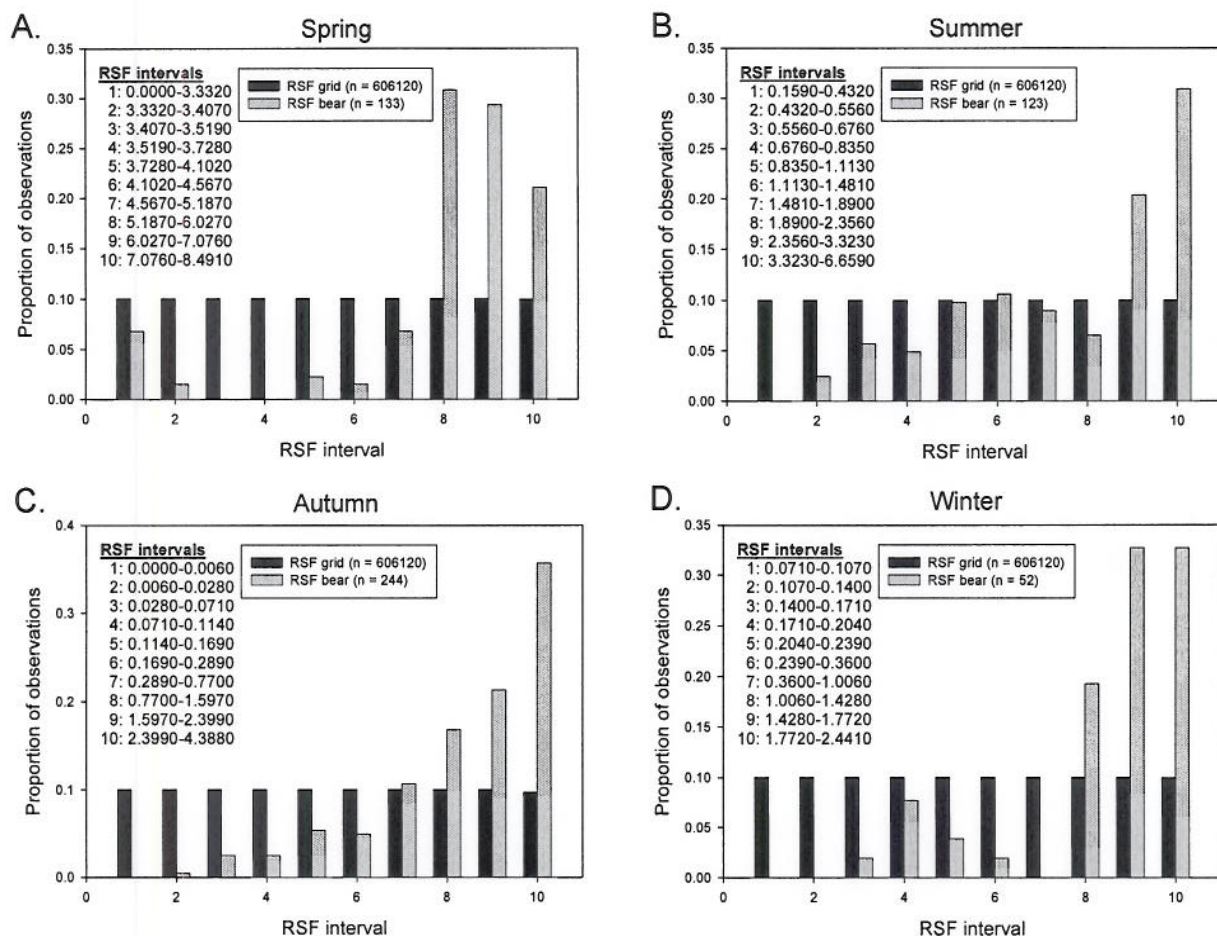 A.
Spring
RSF intervals
1: 0.0000-3.3320
2: 3.3320-3.4070
3: 3.4070-3.5190
4: 3.5190-3.7280
5: 3.7280-4.1020
6: 4.1020-4.5670
7: 4.5670-5.1870
8: 5.1870-6.0270
9: 6.0270-7.0760
10: 7.0760-8.4910
RSF grid (n = 606120)
RSF bear (n = 133)
Proportion of observations
0.35
0.30
0.25
0.20
0.15
0.10
0.05
0.00
0 2 4 6 8 10
RSF interval
B.
Summer
RSF intervals
1: 0.1590-0.4320
2: 0.4320-0.5560
3: 0.5560-0.6760
4: 0.6760-0.8350
5: 0.8350-1.1130
6: 1.1130-1.4810
7: 1.4810-1.8900
8: 1.8900-2.3560
9: 2.3560-3.3230
10: 3.3230-6.6590
RSF grid (n = 606120)
RSF bear (n = 123)
Proportion of observations
0.35
0.30
0.25
0.20
0.15
0.10
0.05
0.00
0 2 4 6 8 10
RSF interval
C.
Autumn
RSF intervals
1: 0.0000-0.0060
2: 0.0060-0.0280
3: 0.0280-0.0710
4: 0.0710-0.1140
5: 0.1140-0.1690
6: 0.1690-0.2890
7: 0.2890-0.7700
8: 0.7700-1.5970
9: 1.5970-2.3990
10: 2.3990-4.3880
RSF grid (n = 606120)
RSF bear (n = 244)
Proportion of observations
0.4
0.3
0.2
0.1
0.0
0 2 4 6 8 10
RSF interval
D.
Winter
RSF intervals
1: 0.0710-0.1070
2: 0.1070-0.1400
3: 0.1400-0.1710
4: 0.1710-0.2040
5: 0.2040-0.2390
6: 0.2390-0.3600
7: 0.3600-1.0060
8: 1.0060-1.4280
9: 1.4280-1.7720
10: 1.7720-2.4410
RSF grid (n = 606120)
RSF bear (n = 52)
Proportion of observations
0.35
0.30
0.25
0.20
0.15
0.10
0.05
0.00
0 2 4 6 8 10
RSF interval